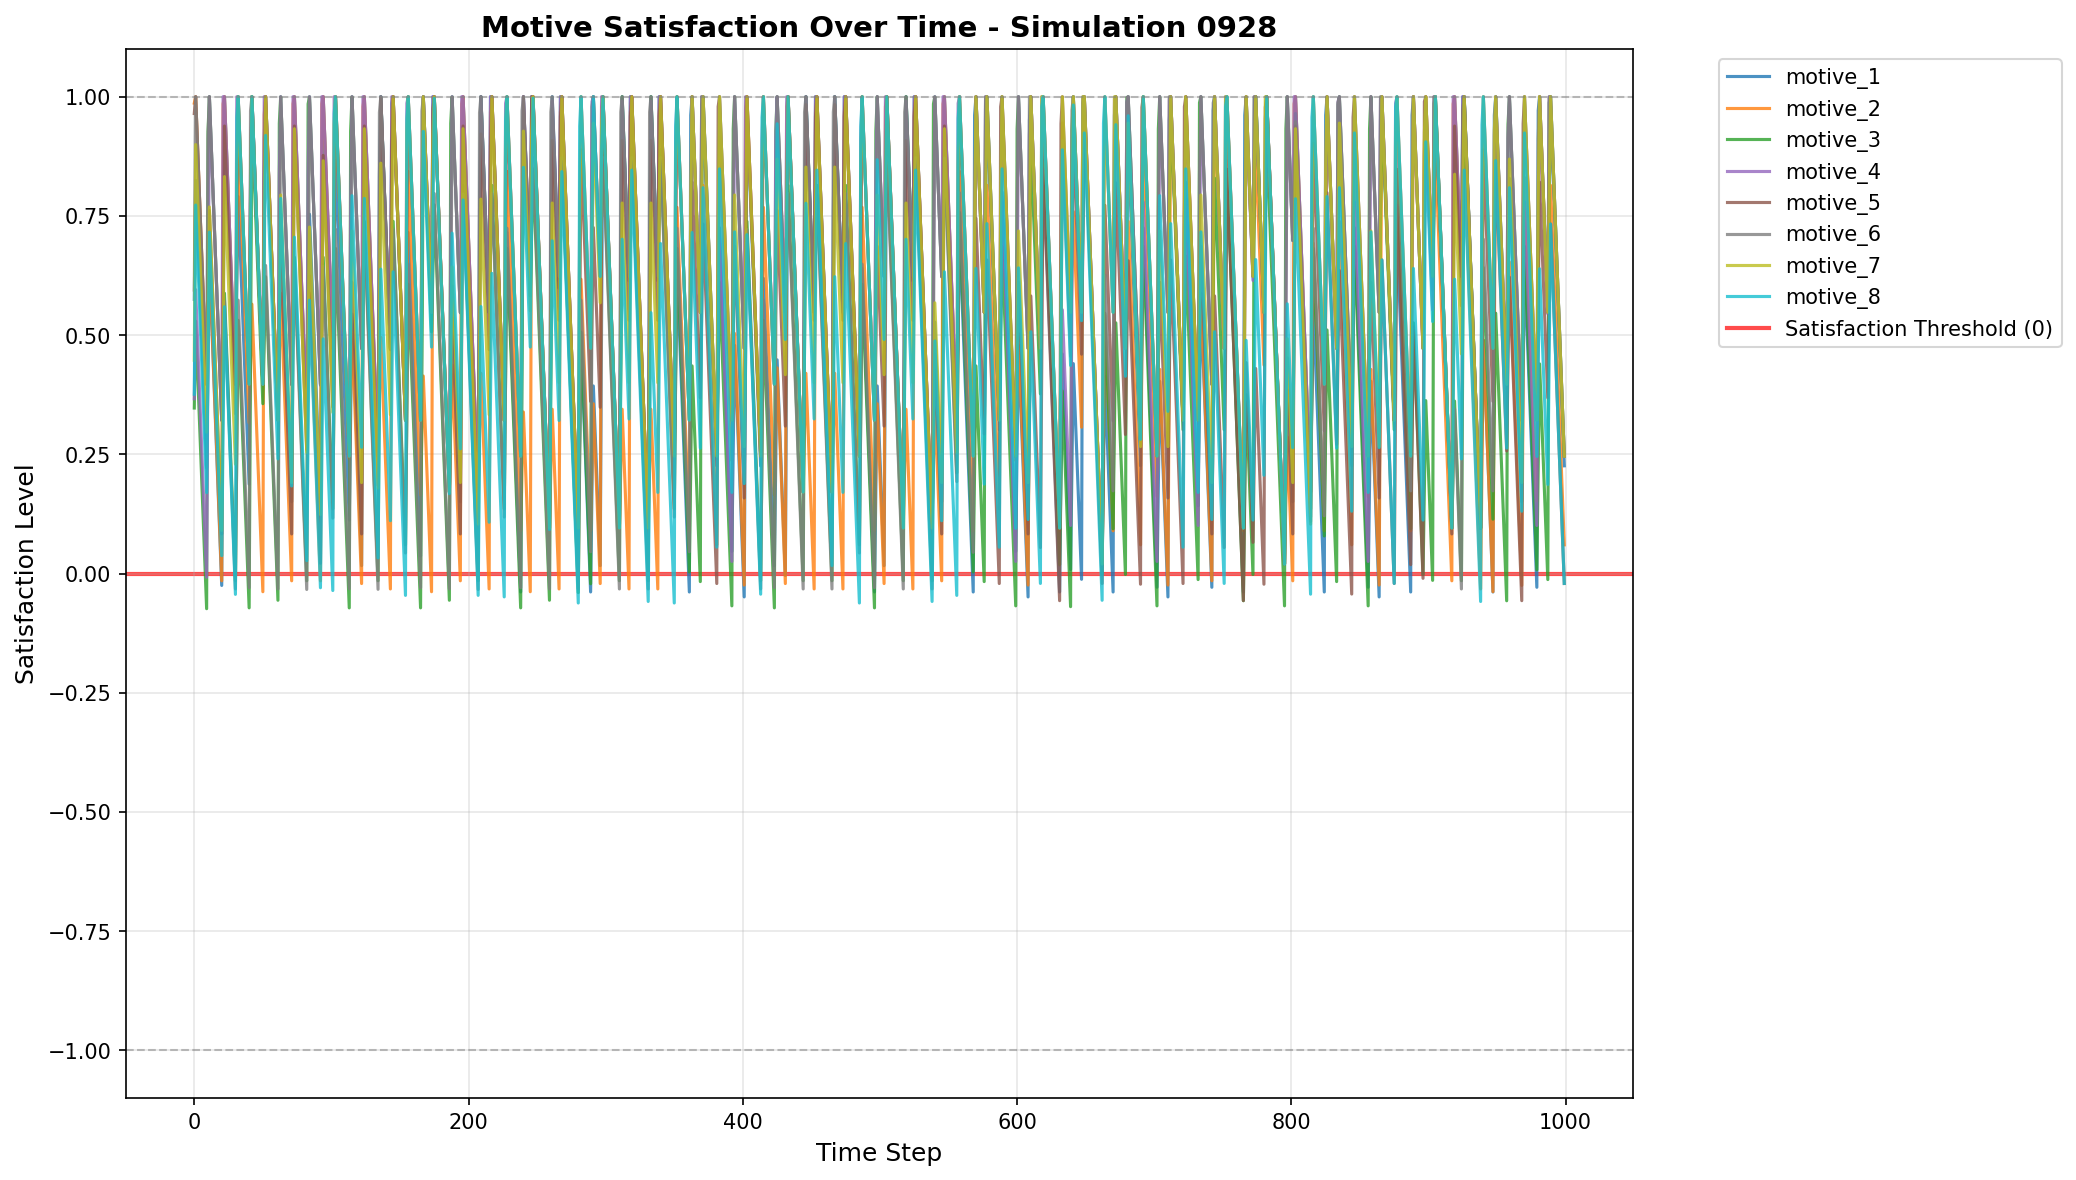 Motive Satisfaction Over Time - Simulation 0928
1.00
0.75
0.50
0.25
0.00
−0.25
−0.50
−0.75
−1.00
Satisfaction Level
0
200
400
600
800
1000
Time Step
motive_1
motive_2
motive_3
motive_4
motive_5
motive_6
motive_7
motive_8
Satisfaction Threshold (0)